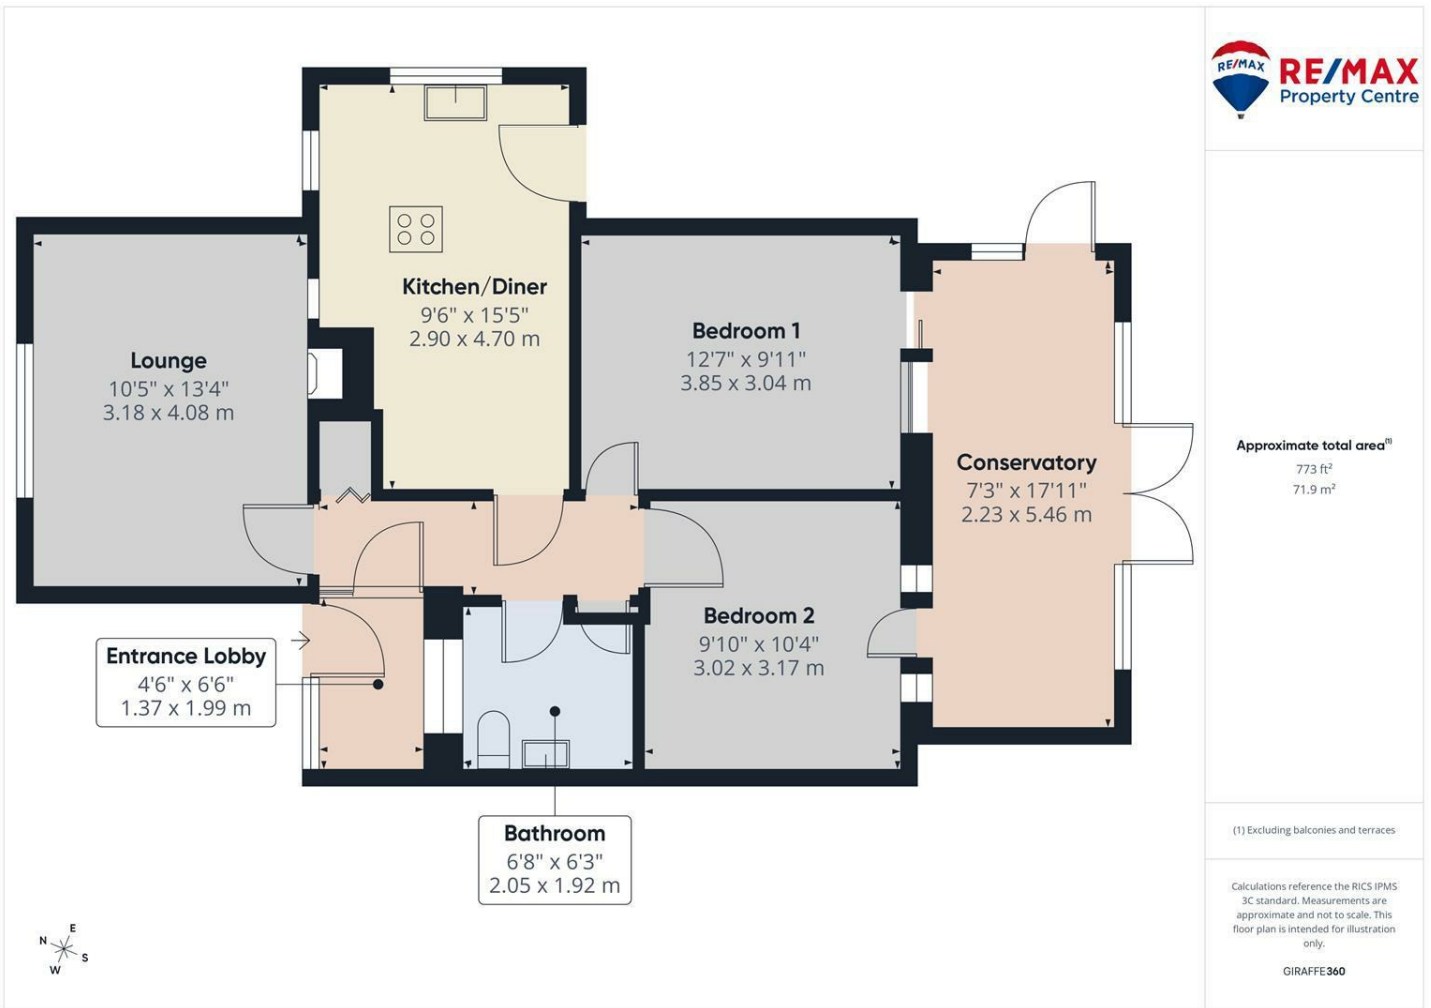 RE/MAX
RE/MAX
Property Centre
Kitchen/Diner
9'6" x 15'5"
2.90 x 4.70 m
Lounge
10'5" x 13'4"
3.18 x 4.08 m
Bedroom 1
12'7" x 9'11"
3.85 x 3.04 m
Conservatory
7'3" x 17'11"
2.23 x 5.46 m
Bedroom 2
9'10" x 10'4"
3.02 x 3.17 m
Entrance Lobby
4'6" x 6'6"
1.37 x 1.99 m
Bathroom
6'8" x 6'3"
2.05 x 1.92 m
N
E
S
W
Approximate total area(1)
773 ft²
71.9 m²
(1) Excluding balconies and terraces
Calculations reference the RICS IPMS
3C standard. Measurements are
approximate and not to scale. This
floor plan is intended for illustration
only.
GIRAFFE360